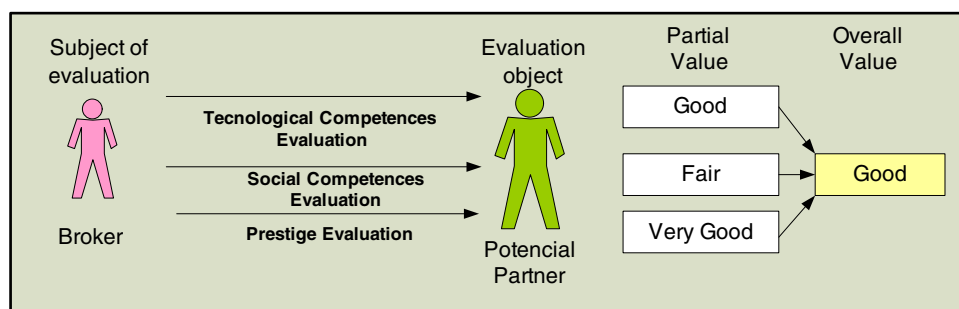 Subject of
evaluation
Broker
Tecnological Competences
Evaluation
Social Competences
Evaluation
Prestige Evaluation
Evaluation
object
Potencial
Partner
Partial
Value
Good
Fair
Very Good
Overall
Value
Good